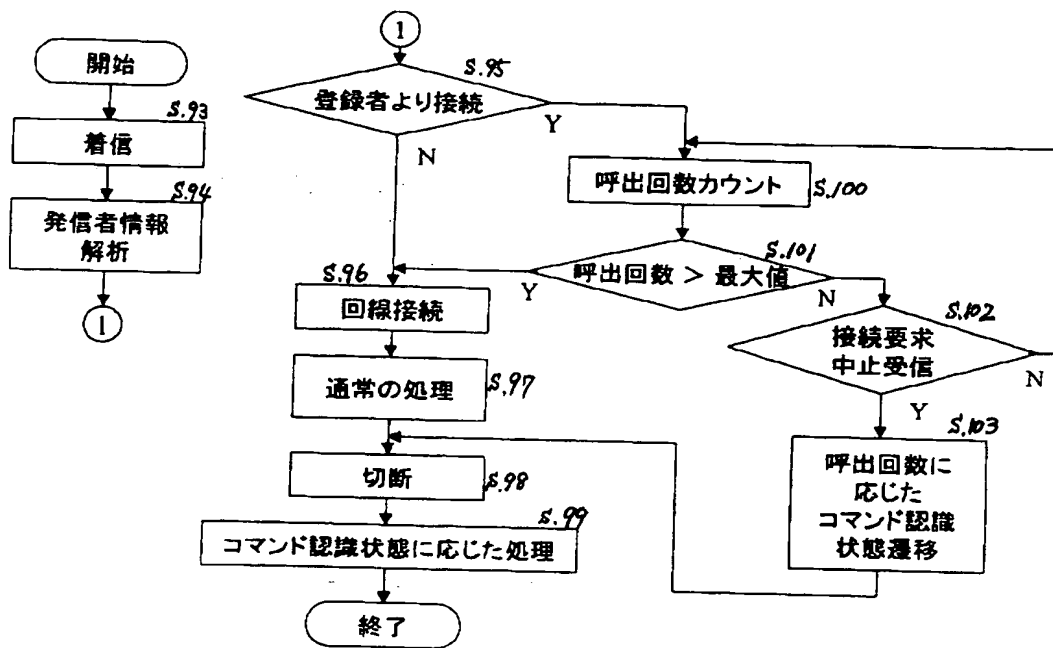 開始
S.93
着信
S.94
発信者情報
解析
1
1
S.95
登録者より接続
Y
N
呼出回数カウント
S.100
S.101
呼出回数 > 最大値
Y
N
S.96
回線接続
S.102
接続要求
中止受信
N
Y
通常の処理
S.97
S.103
呼出回数に
応じた
コマンド認識
状態遷移
切断
S.98
S.99
コマンド認識状態に応じた処理
終了